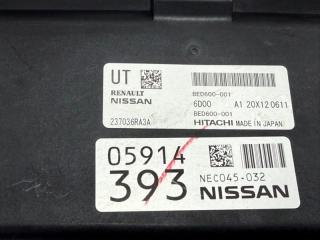 UT
RENAULT
NISSAN
237036RA3A
BED600-001
6D00 A1 20X12 0611
BED600-001
HITACHI MADE IN JAPAN
05914
393
NEC045-032
NISSAN